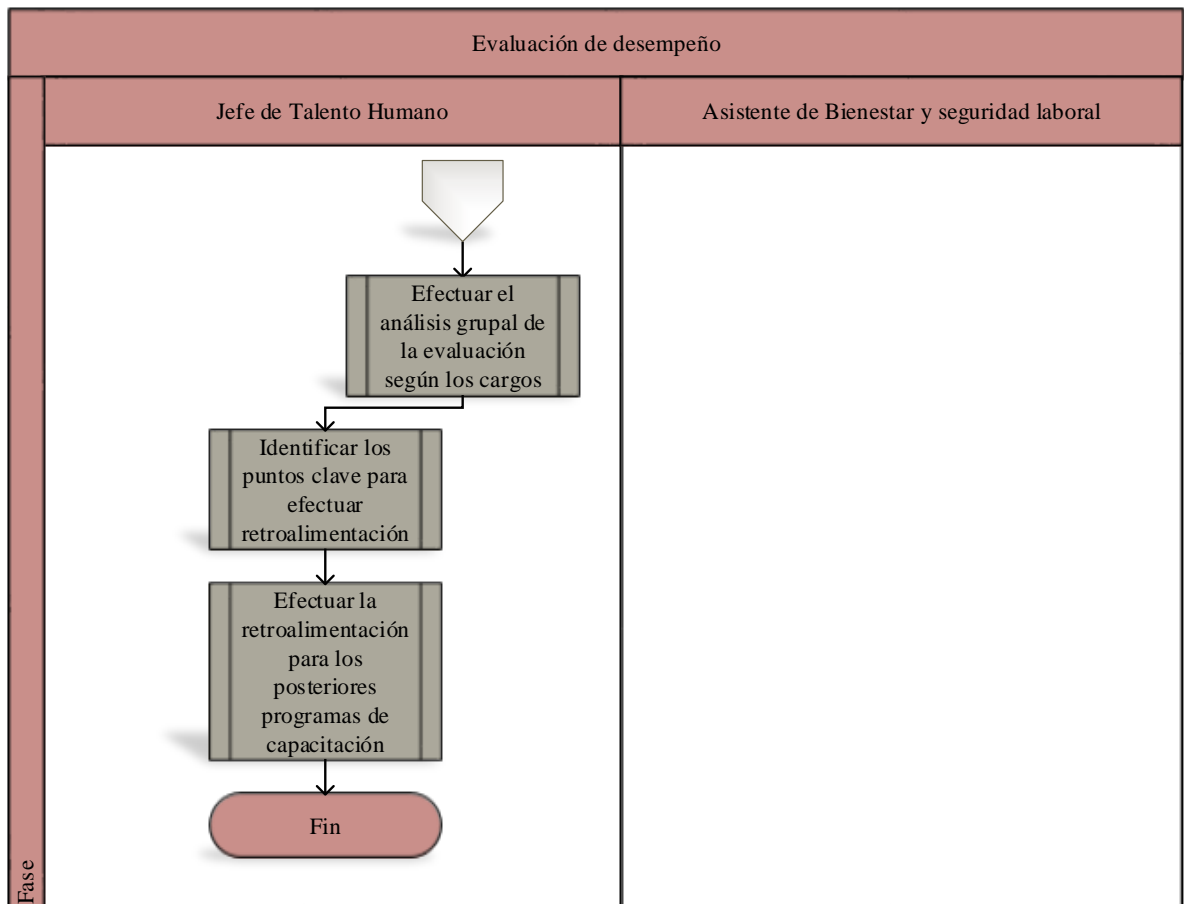 Evaluación de desempeño
Jefe de Talento Humano
Asistente de Bienestar y seguridad laboral
Efectuar el
análisis grupal de
la evaluación
según los cargos
Identificar los
puntos clave para
efectuar
retroalimentación
Efectuar la
retroalimentación
para los
posteriores
programas de
capacitación
Fin
Fase